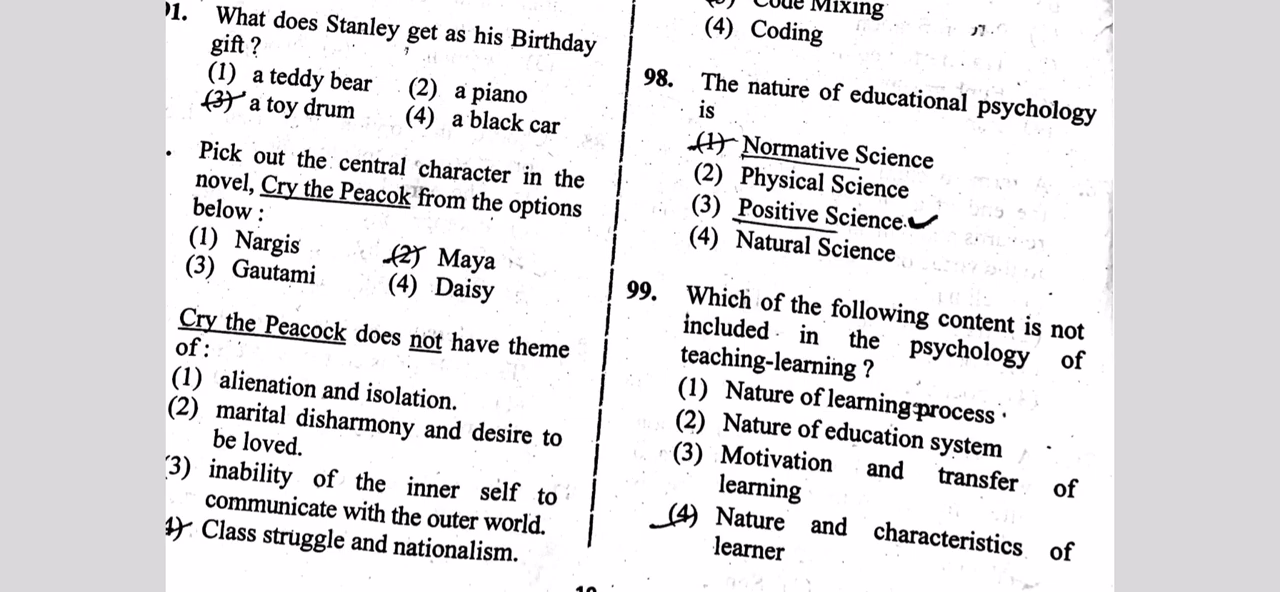 1. What does Stanley get as his Birthday
gift ?
(1) a teddy bear (2) a piano
(3) a toy drum (4) a black car
. Pick out the central character in the
novel, Cry the Peacok from the options
below :
(1) Nargis (2) Maya
(3) Gautami (4) Daisy
Cry the Peacock does not have theme
of :
(1) alienation and isolation.
(2) marital disharmony and desire to
be loved.
(3) inability of the inner self to
communicate with the outer world.
(4) Class struggle and nationalism.
Code Mixing
(4) Coding
98. The nature of educational psychology
is
(1) Normative Science
(2) Physical Science
(3) Positive Science
(4) Natural Science
99. Which of the following content is not
included in the psychology of
teaching-learning ?
(1) Nature of learning process
(2) Nature of education system
(3) Motivation and transfer of
learning
(4) Nature and characteristics of
learner